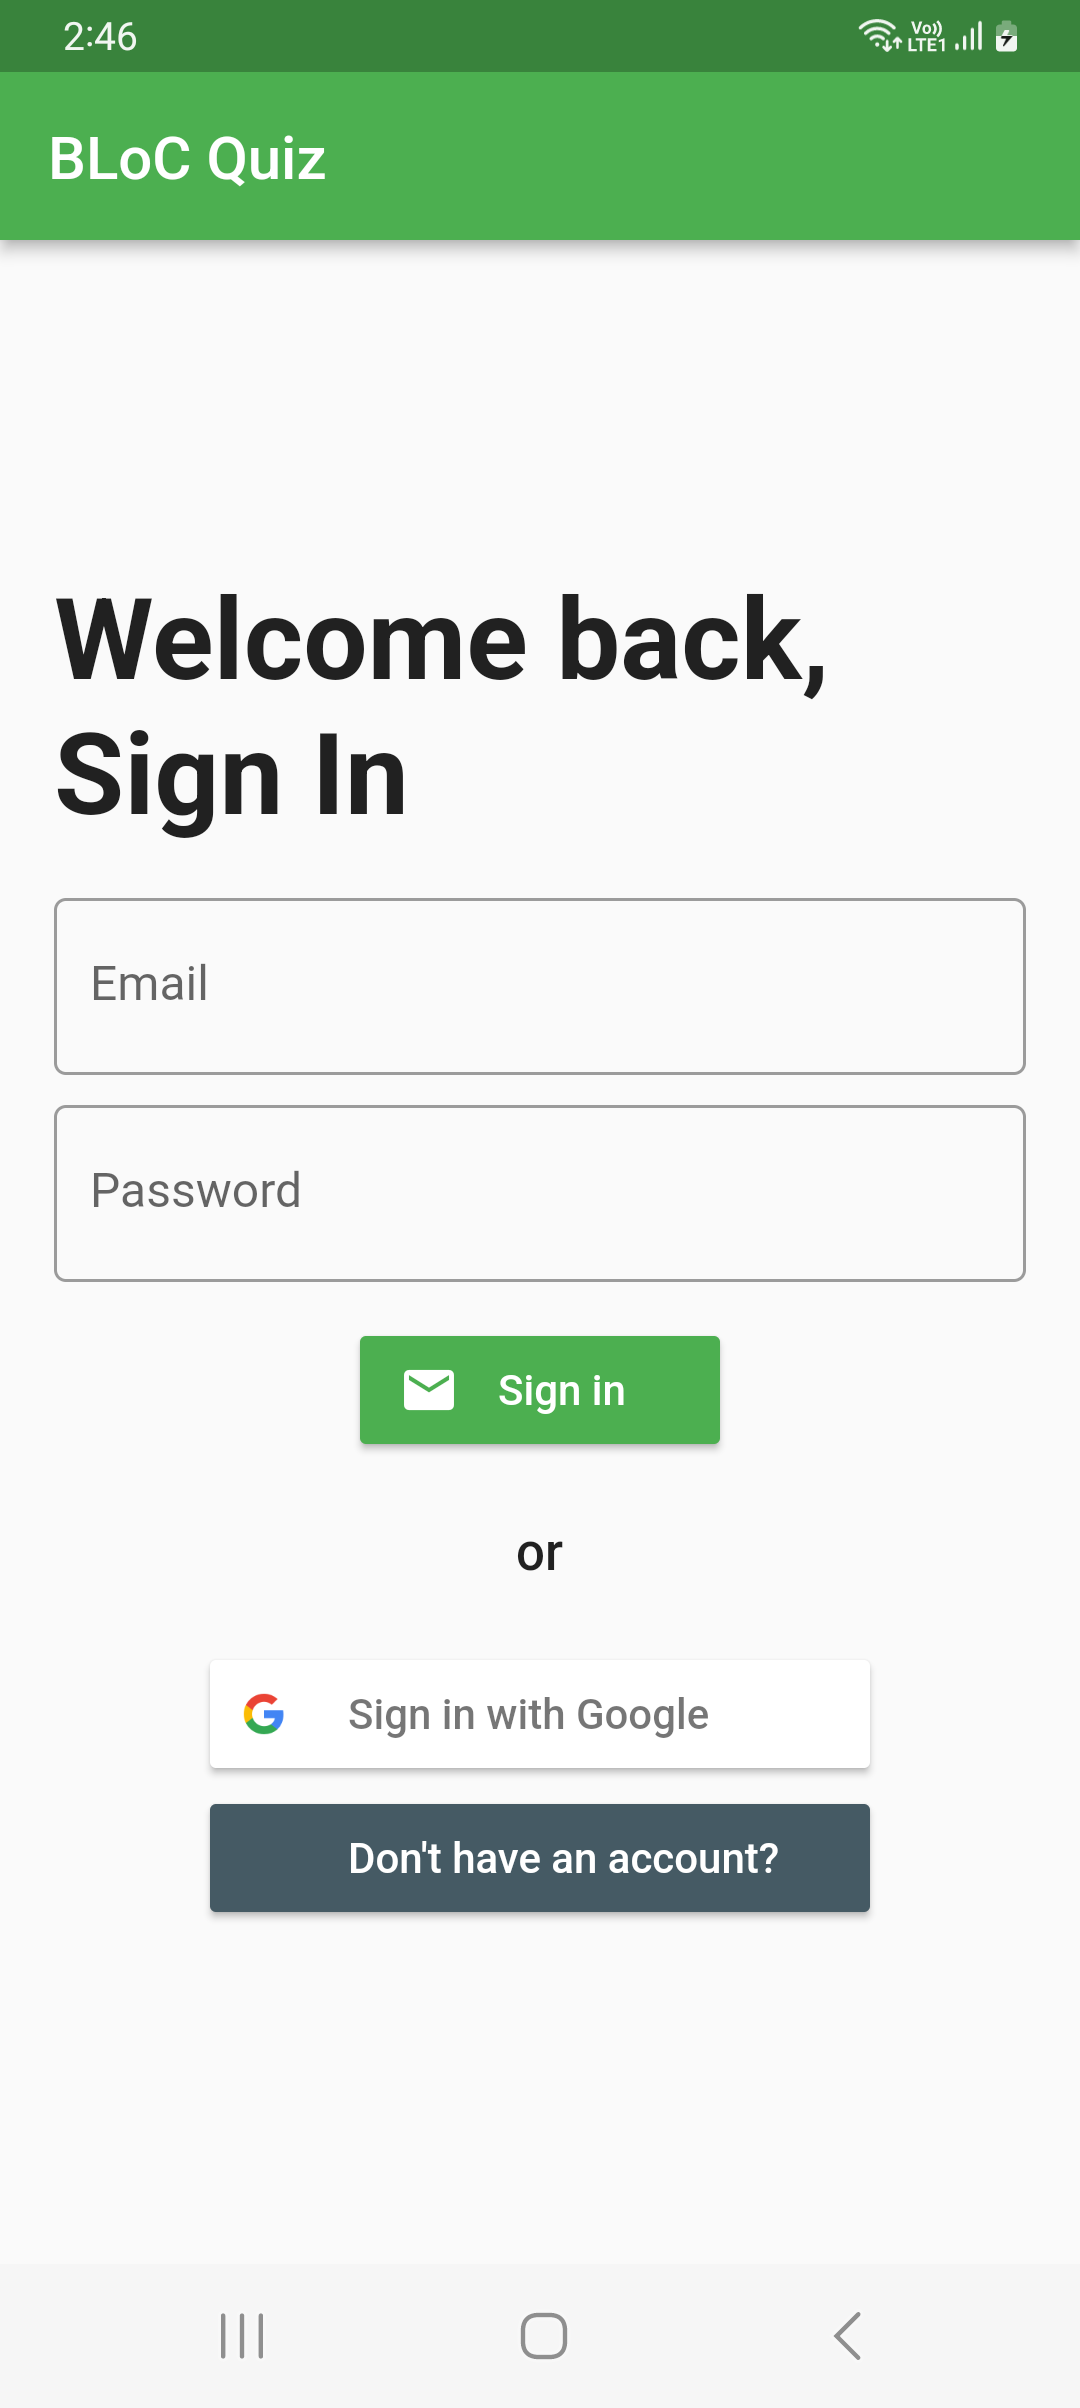 2:46
Vo))
LTE1
BLoC Quiz
Welcome back,
Sign In
Email
Password
Sign in
or
Sign in with Google
Don't have an account?